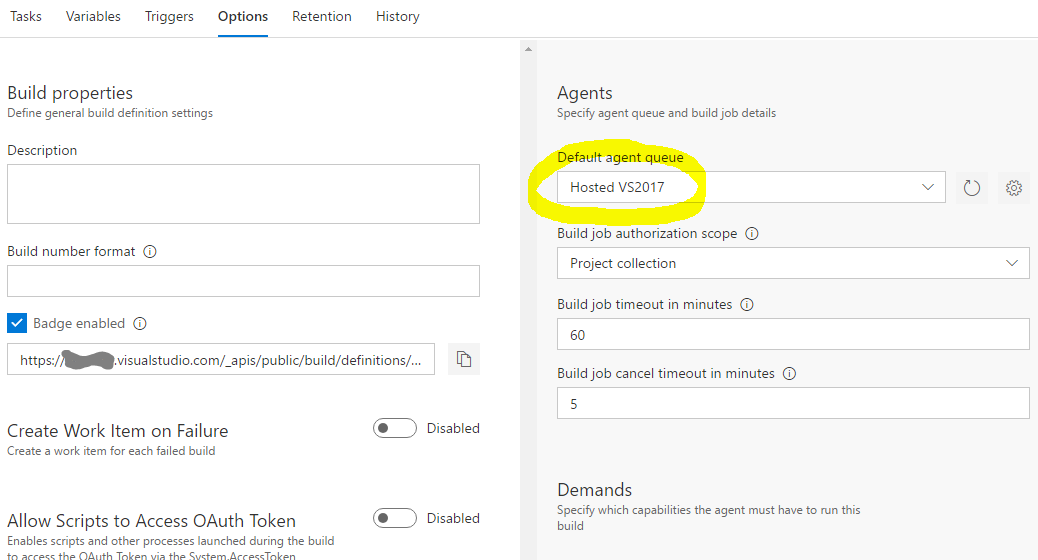 Tasks Variables Triggers Options Retention History
Build properties
Define general build definition settings
Description
Build number format
Badge enabled
https:// .visualstudio.com/_apis/public/build/definitions/...
Create Work Item on Failure
Disabled
Create a work item for each failed build
Allow Scripts to Access OAuth Token
Disabled
Enables scripts and other processes launched during the build
to access the OAuth Token via the System.AccessToken
Agents
Specify agent queue and build job details
Default agent queue
Hosted VS2017
Build job authorization scope
Project collection
Build job timeout in minutes
60
Build job cancel timeout in minutes
5
Demands
Specify which capabilities the agent must have to run this
build